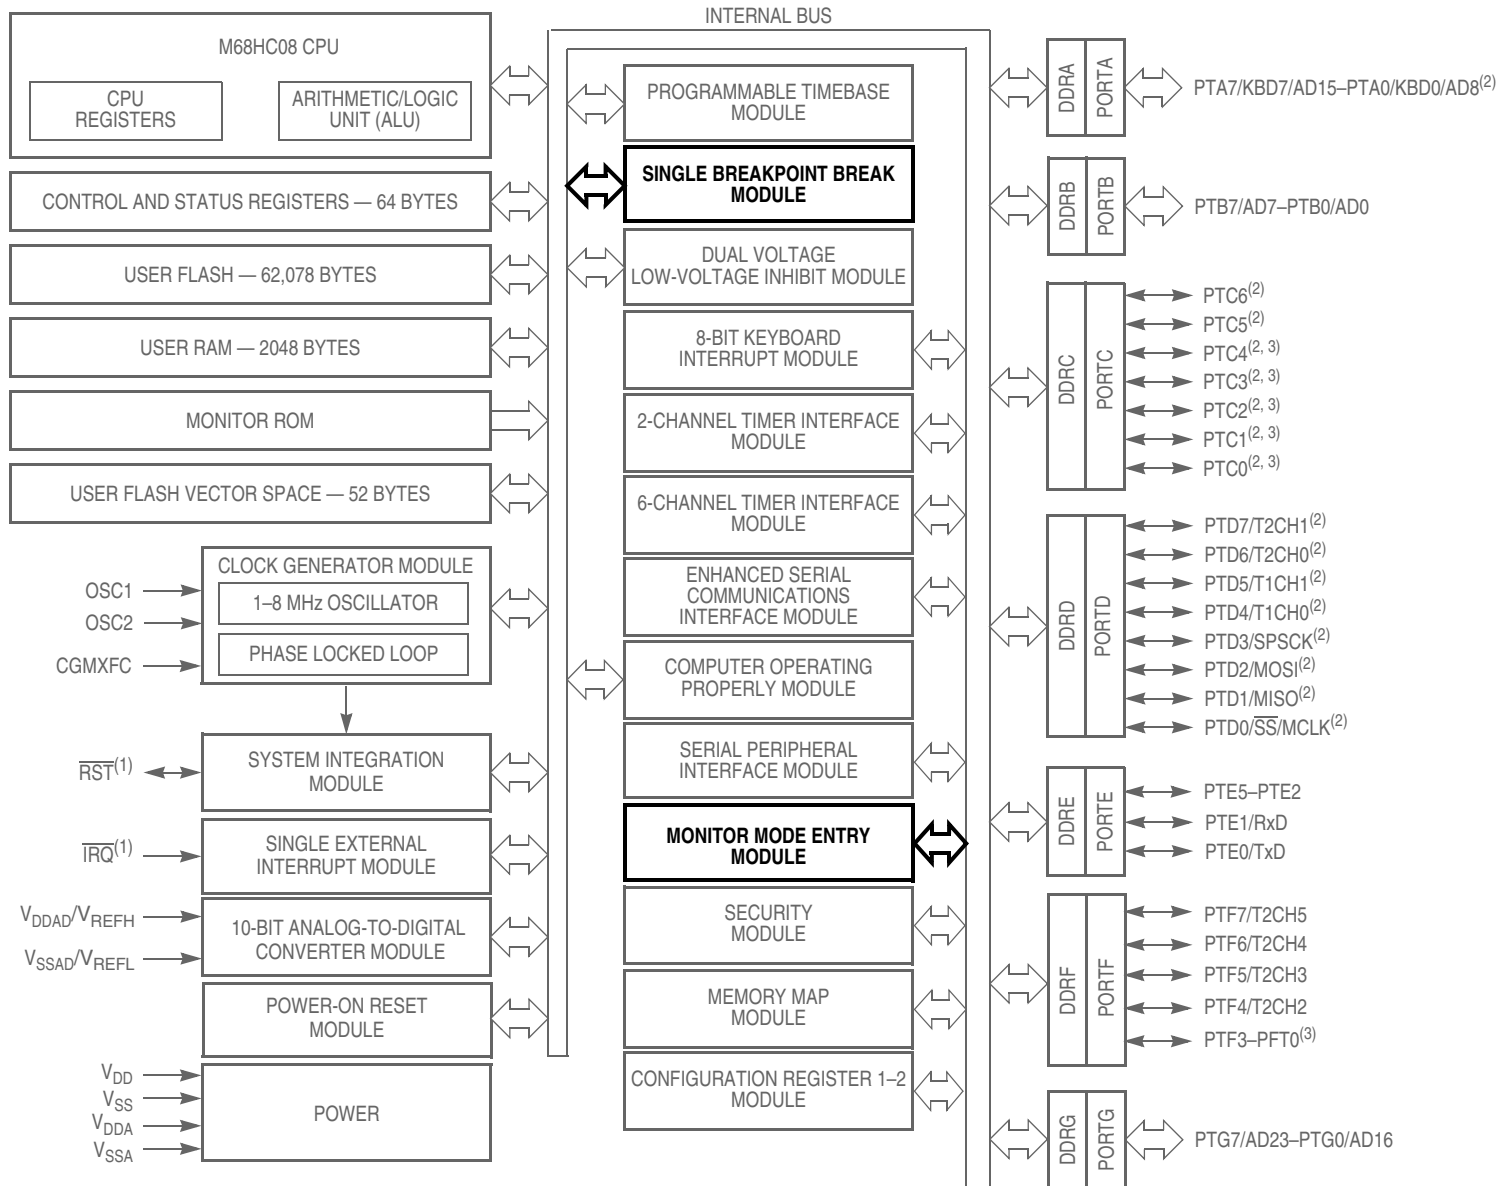 INTERNAL BUS
M68HC08 CPU
CPU
REGISTERS
ARITHMETIC/LOGIC
UNIT (ALU)
CONTROL AND STATUS REGISTERS — 64 BYTES
USER FLASH — 62,078 BYTES
USER RAM — 2048 BYTES
MONITOR ROM
USER FLASH VECTOR SPACE — 52 BYTES
OSC1
OSC2
CGMXFC
CLOCK GENERATOR MODULE
1–8 MHz OSCILLATOR
PHASE LOCKED LOOP
RST(1)
SYSTEM INTEGRATION
MODULE
IRQ(1)
SINGLE EXTERNAL
INTERRUPT MODULE
VDDAD/VREFH
VSSAD/VREFL
10-BIT ANALOG-TO-DIGITAL
CONVERTER MODULE
POWER-ON RESET
MODULE
VDD
VSS
VDDA
VSSA
POWER
PROGRAMMABLE TIMEBASE
MODULE
SINGLE BREAKPOINT BREAK
MODULE
DUAL VOLTAGE
LOW-VOLTAGE INHIBIT MODULE
8-BIT KEYBOARD
INTERRUPT MODULE
2-CHANNEL TIMER INTERFACE
MODULE
6-CHANNEL TIMER INTERFACE
MODULE
ENHANCED SERIAL
COMMUNICATIONS
INTERFACE MODULE
COMPUTER OPERATING
PROPERLY MODULE
SERIAL PERIPHERAL
INTERFACE MODULE
MONITOR MODE ENTRY
MODULE
SECURITY
MODULE
MEMORY MAP
MODULE
CONFIGURATION REGISTER 1–2
MODULE
DDRA
PORTA
PTA7/KBD7/AD15–PTA0/KBD0/AD8(2)
DDRB
PORTB
PTB7/AD7–PTB0/AD0
DDRC
PORTC
PTC6(2)
PTC5(2)
PTC4(2, 3)
PTC3(2, 3)
PTC2(2, 3)
PTC1(2, 3)
PTC0(2, 3)
DDRD
PORTD
PTD7/T2CH1(2)
PTD6/T2CH0(2)
PTD5/T1CH1(2)
PTD4/T1CH0(2)
PTD3/SPSCK(2)
PTD2/MOSI(2)
PTD1/MISO(2)
PTD0/SS/MCLK(2)
DDRE
PORTE
PTE5–PTE2
PTE1/RxD
PTE0/TxD
DDRF
PORTF
PTF7/T2CH5
PTF6/T2CH4
PTF5/T2CH3
PTF4/T2CH2
PTF3–PFT0(3)
DDRG
PORTG
PTG7/AD23–PTG0/AD16